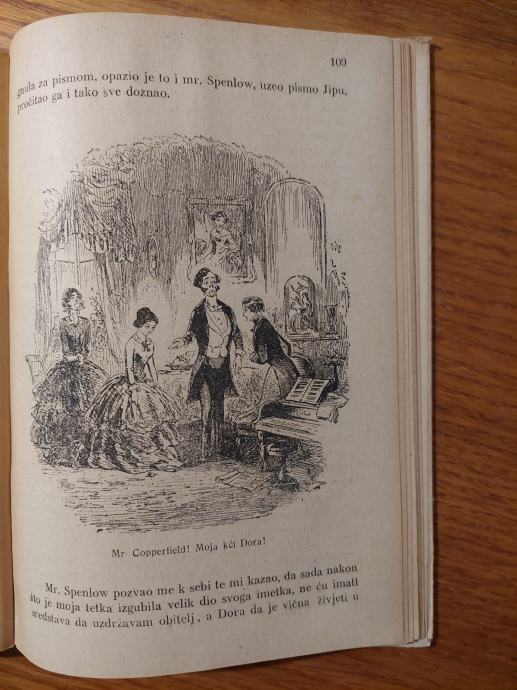 109
gnula za pismom, opazio je to i mr. Spenlow, uzeo pismo Jipu,
pročitao ga i tako sve doznao.
Mr Copperfield! Moja kći Dora!
Mr. Spenlow pozvao me k sebi te mi kazao, da sada nakon
što je moja tetka izgubila velik dio svoga imetka, ne ću imati
sredstava da uzdržavam obitelj, a Dora da je vična živjeti u